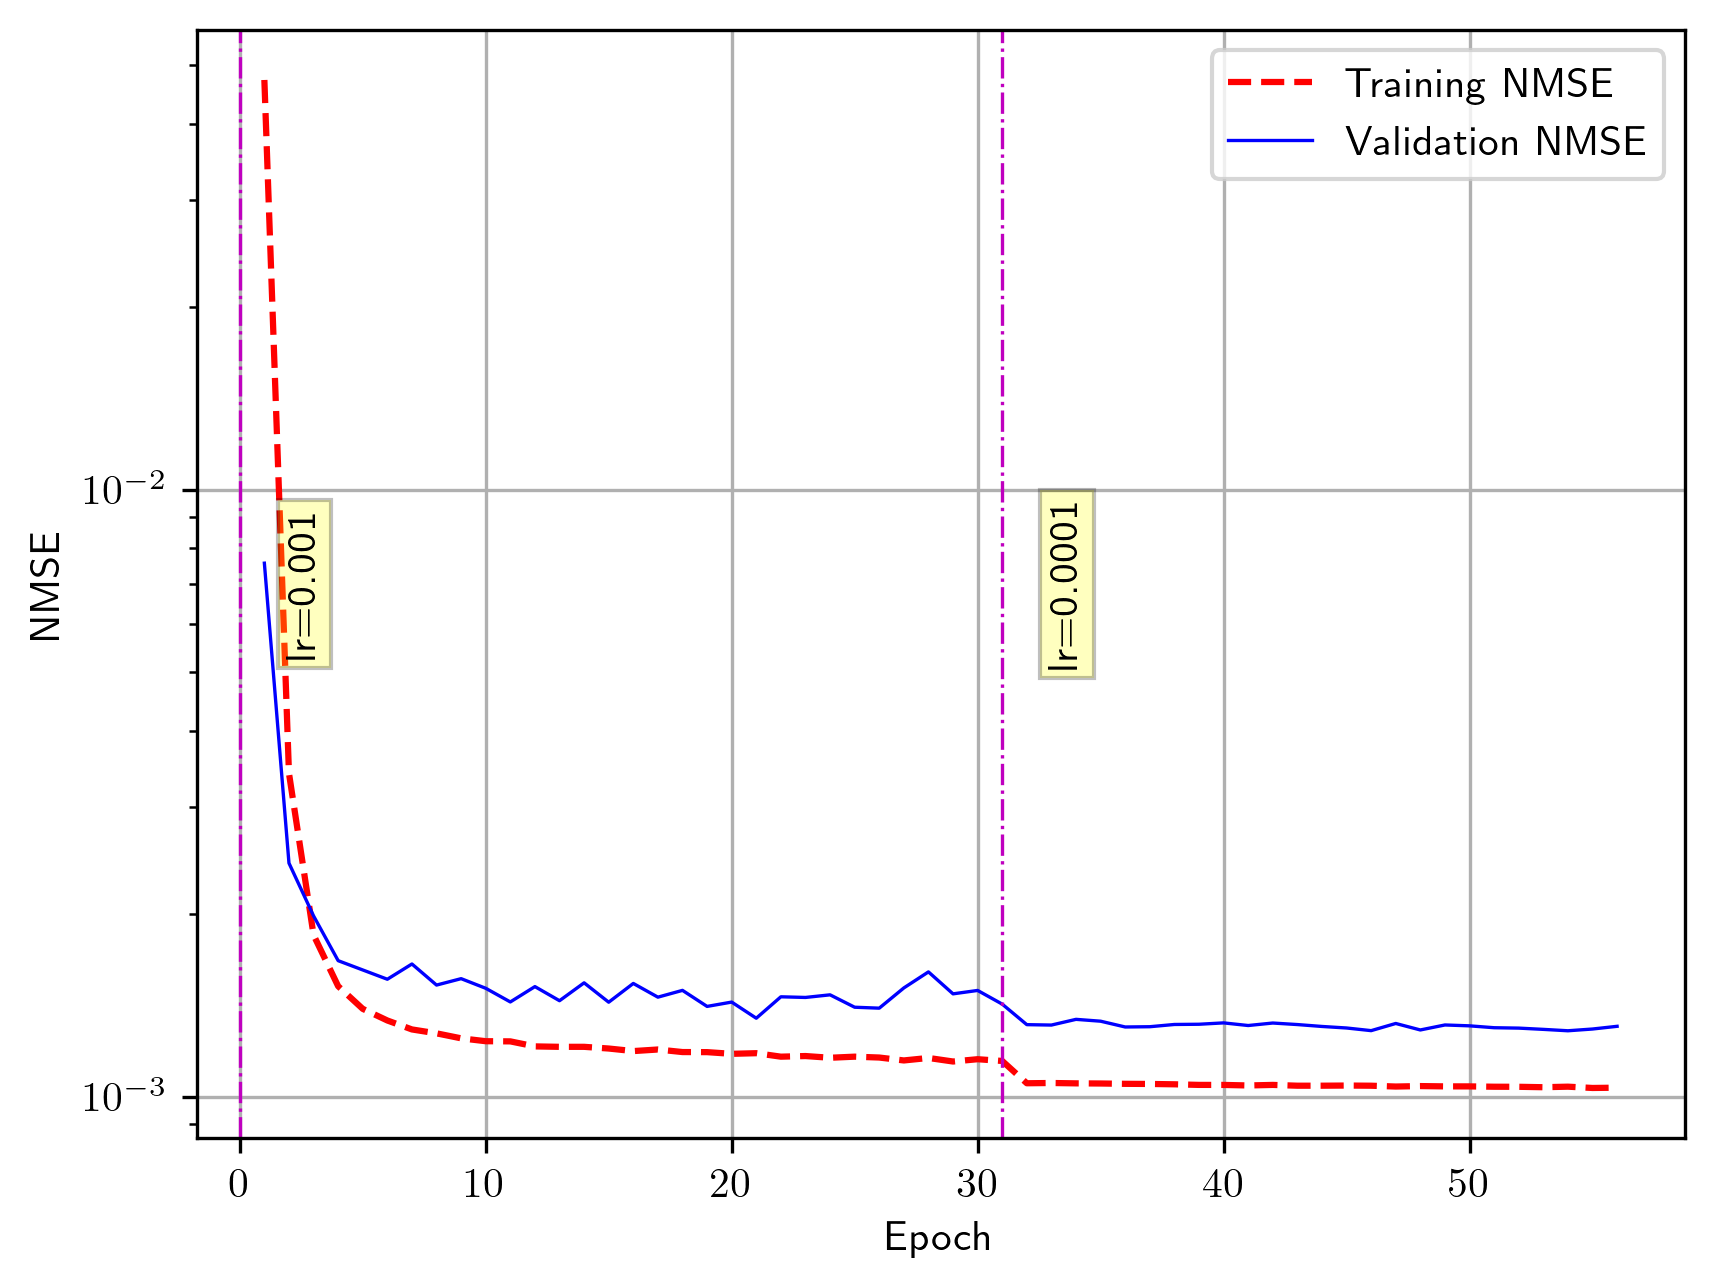 Training NMSE
Validation NMSE
10⁻²
10⁻³
NMSE
lr=0.001
lr=0.0001
0 10 20 30 40 50
Epoch